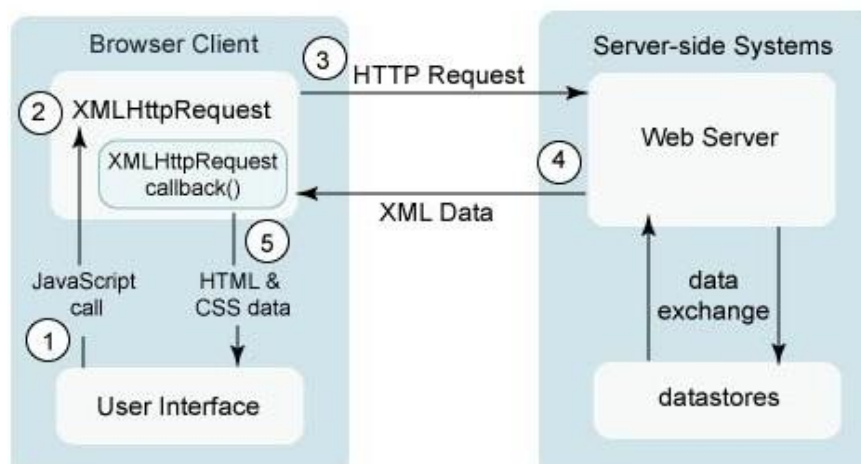 Browser Client
Server-side Systems
3
HTTP Request
2
XMLHttpRequest
Web Server
XMLHttpRequest
callback()
4
XML Data
5
JavaScript
call
HTML &
CSS data
data
exchange
1
User Interface
datastores